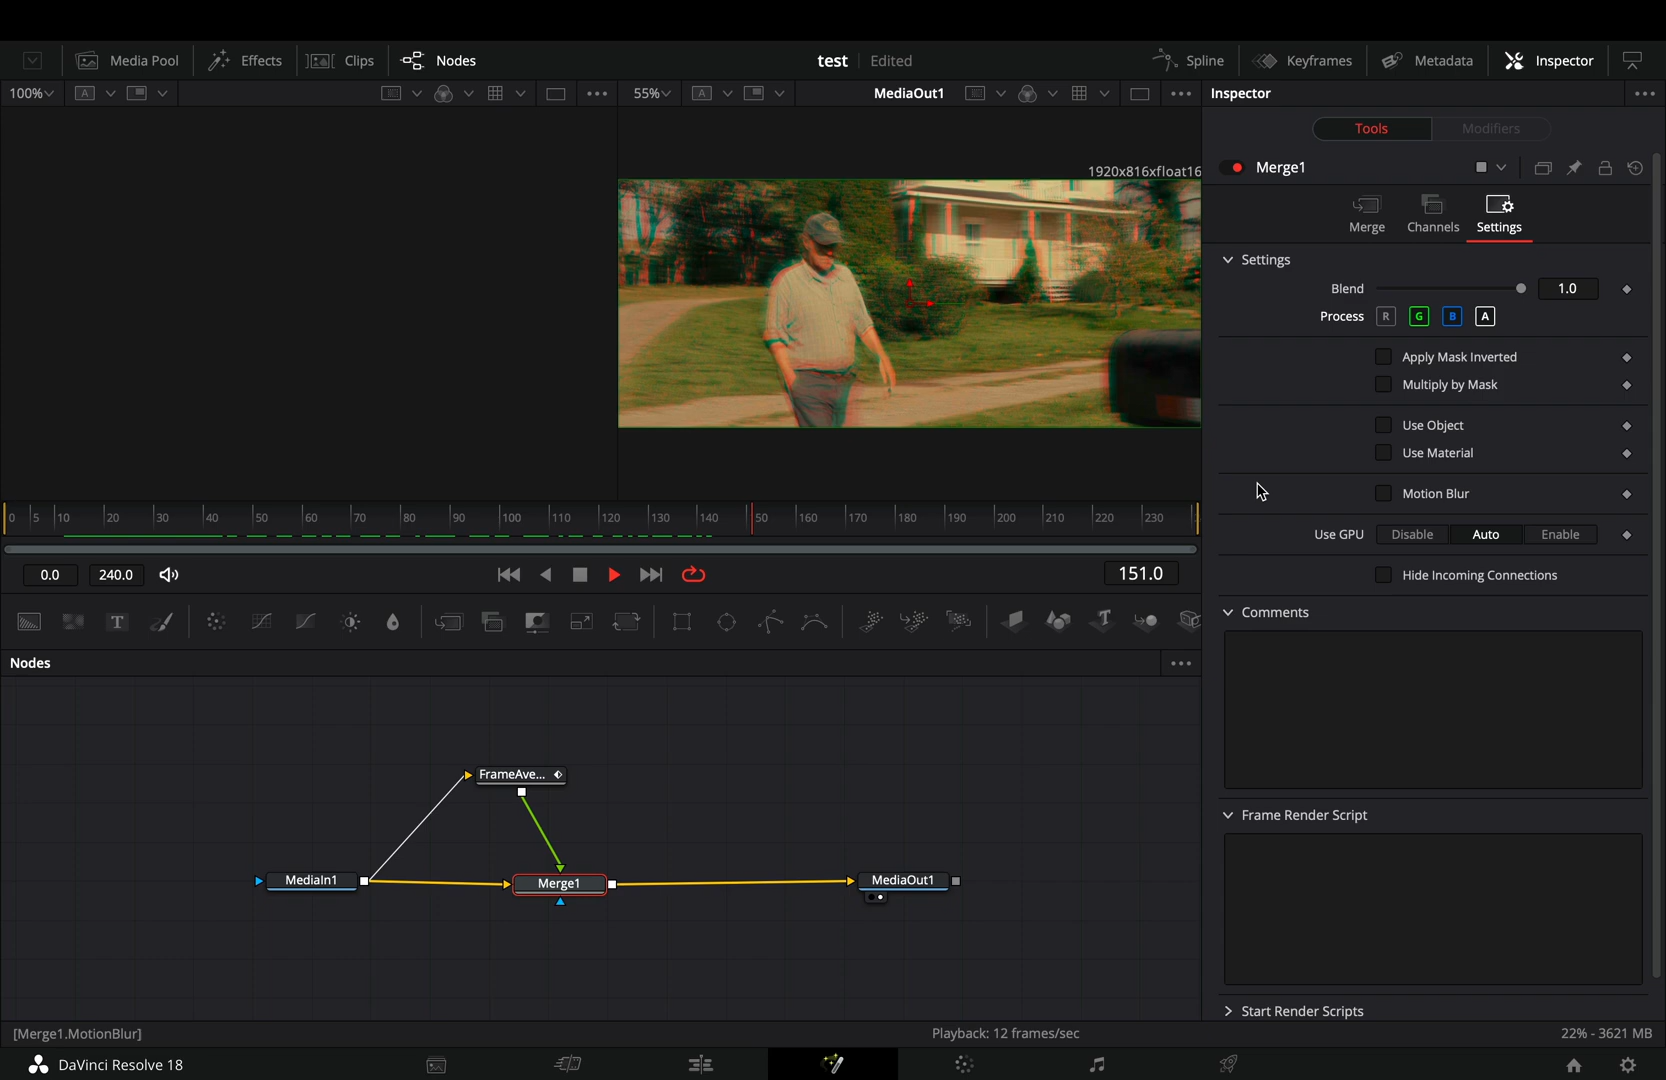 Media Pool Effects Clips Nodes test Edited Spline Keyframes Metadata Inspector
100% A 55% A MediaOut1 Inspector
Tools Modifiers
1920x816xfloat16
Merge1
Merge Channels Settings
Settings
Blend 1.0
Process R G B A
Apply Mask Inverted
Multiply by Mask
Use Object
Use Material
Motion Blur
0 5 10 20 30 40 50 60 70 80 90 100 110 120 130 140 50 160 170 180 190 200 210 220 230
Use GPU Disable Auto Enable
0.0 240.0 151.0
Hide Incoming Connections
Comments
T T
Nodes
FrameAve...
Frame Render Script
MediaIn1 Merge1 MediaOut1
Start Render Scripts
[Merge1.MotionBlur] Playback: 12 frames/sec 22% - 3621 MB
DaVinci Resolve 18